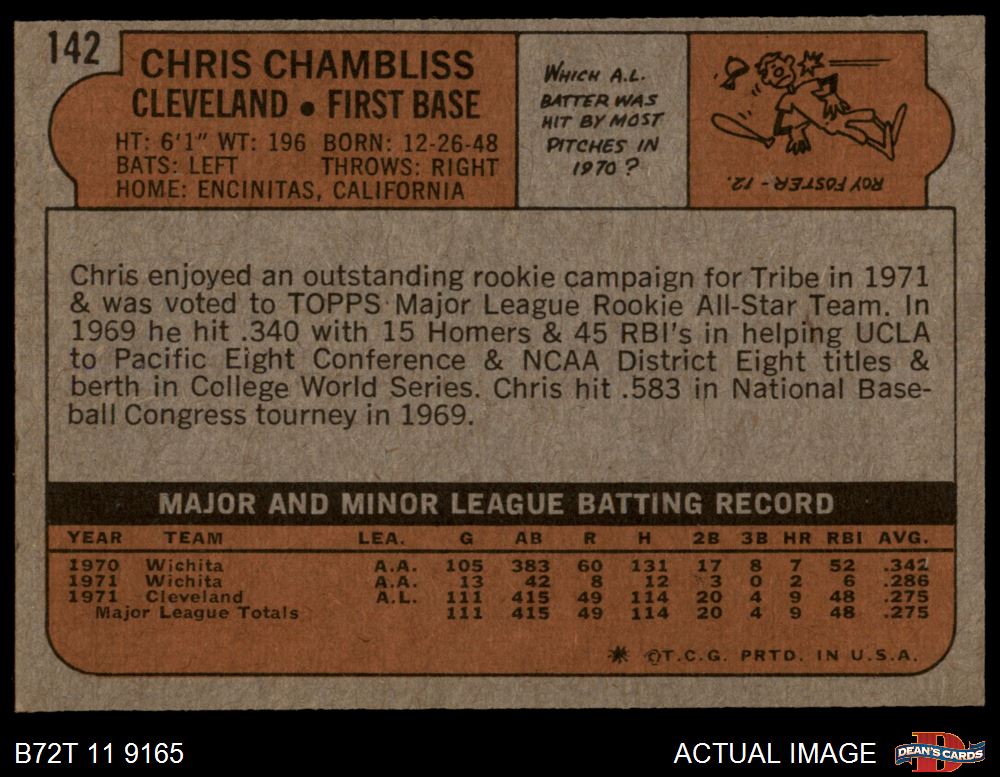 142
CHRIS CHAMBLISS
CLEVELAND • FIRST BASE
HT: 6'1" WT: 196 BORN: 12-26-48
BATS: LEFT THROWS: RIGHT
HOME: ENCINITAS, CALIFORNIA
WHICH A.L.
BATTER WAS
HIT BY MOST
PITCHES IN
1970 ?
ROY FOSTER - 12.
Chris enjoyed an outstanding rookie campaign for Tribe in 1971
& was voted to TOPPS Major League Rookie All-Star Team. In
1969 he hit .340 with 15 Homers & 45 RBI's in helping UCLA
to Pacific Eight Conference & NCAA District Eight titles &
berth in College World Series. Chris hit .583 in National Base-
ball Congress tourney in 1969.
MAJOR AND MINOR LEAGUE BATTING RECORD
YEAR TEAM LEA. G AB R H 2B 3B HR RBI AVG.
1970 Wichita A.A. 105 383 60 131 17 8 7 52 .342
1971 Wichita A.A. 13 42 8 12 3 0 2 6 .286
1971 Cleveland A.L. 111 415 49 114 20 4 9 48 .275
Major League Totals 111 415 49 114 20 4 9 48 .275
* ©T.C.G. PRTD. IN U.S.A.
B72T 11 9165
ACTUAL IMAGE
D
DEAN'S CARDS